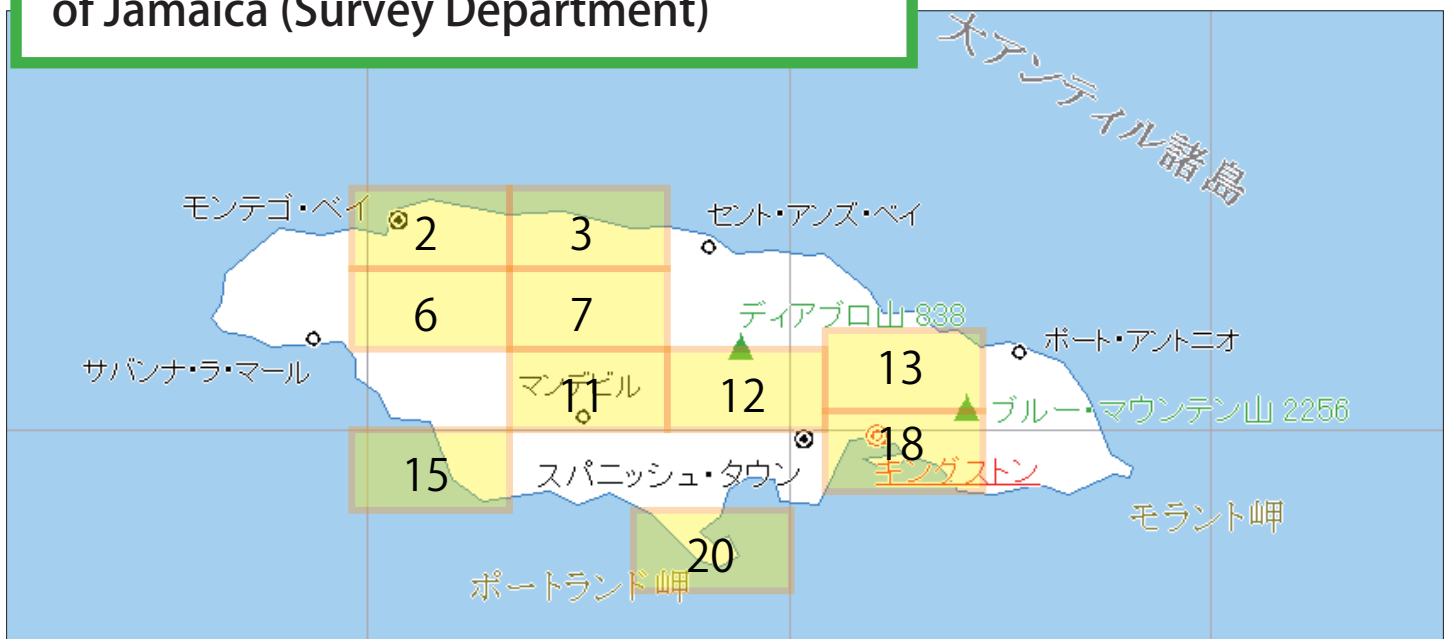 of Jamaica (Survey Department)
大アンティル諸島
モンテゴ・ベイ
セント・アンズ・ベイ
2
3
6
7
ディアブロ山 838
サバンナ・ラ・マール
マンデビル
11
12
13
ポート・アントニオ
ブルー・マウンテン山 2256
15
スパニッシュ・タウン
18
キングストン
モラント岬
20
ポートランド岬